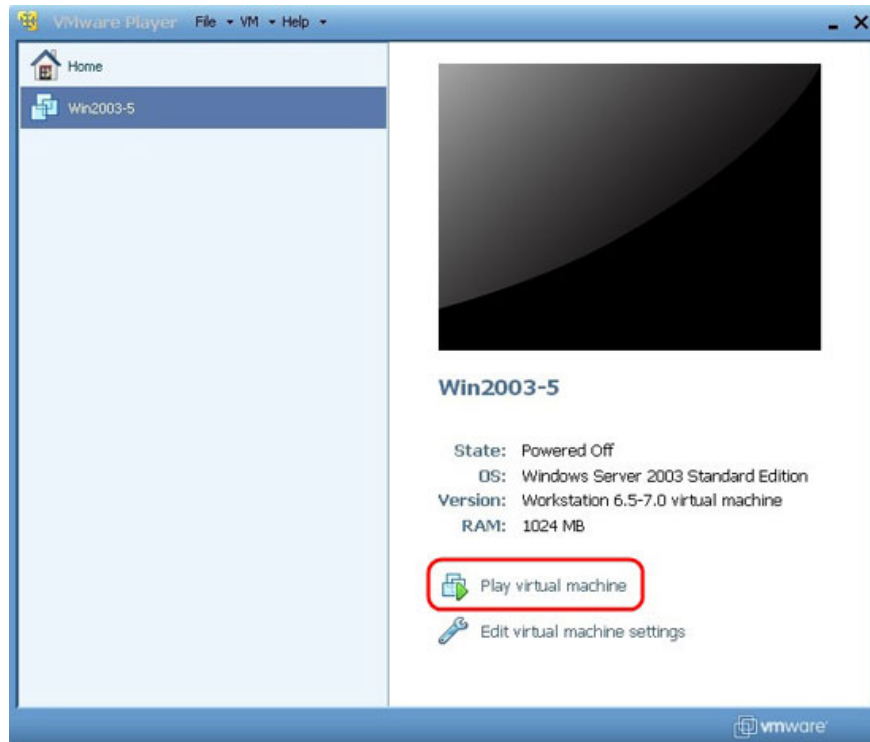 VMware Player File VM Help
Home
Win2003-5
Win2003-5
State: Powered Off
OS: Windows Server 2003 Standard Edition
Version: Workstation 6.5-7.0 virtual machine
RAM: 1024 MB
Play virtual machine
Edit virtual machine settings
vmware